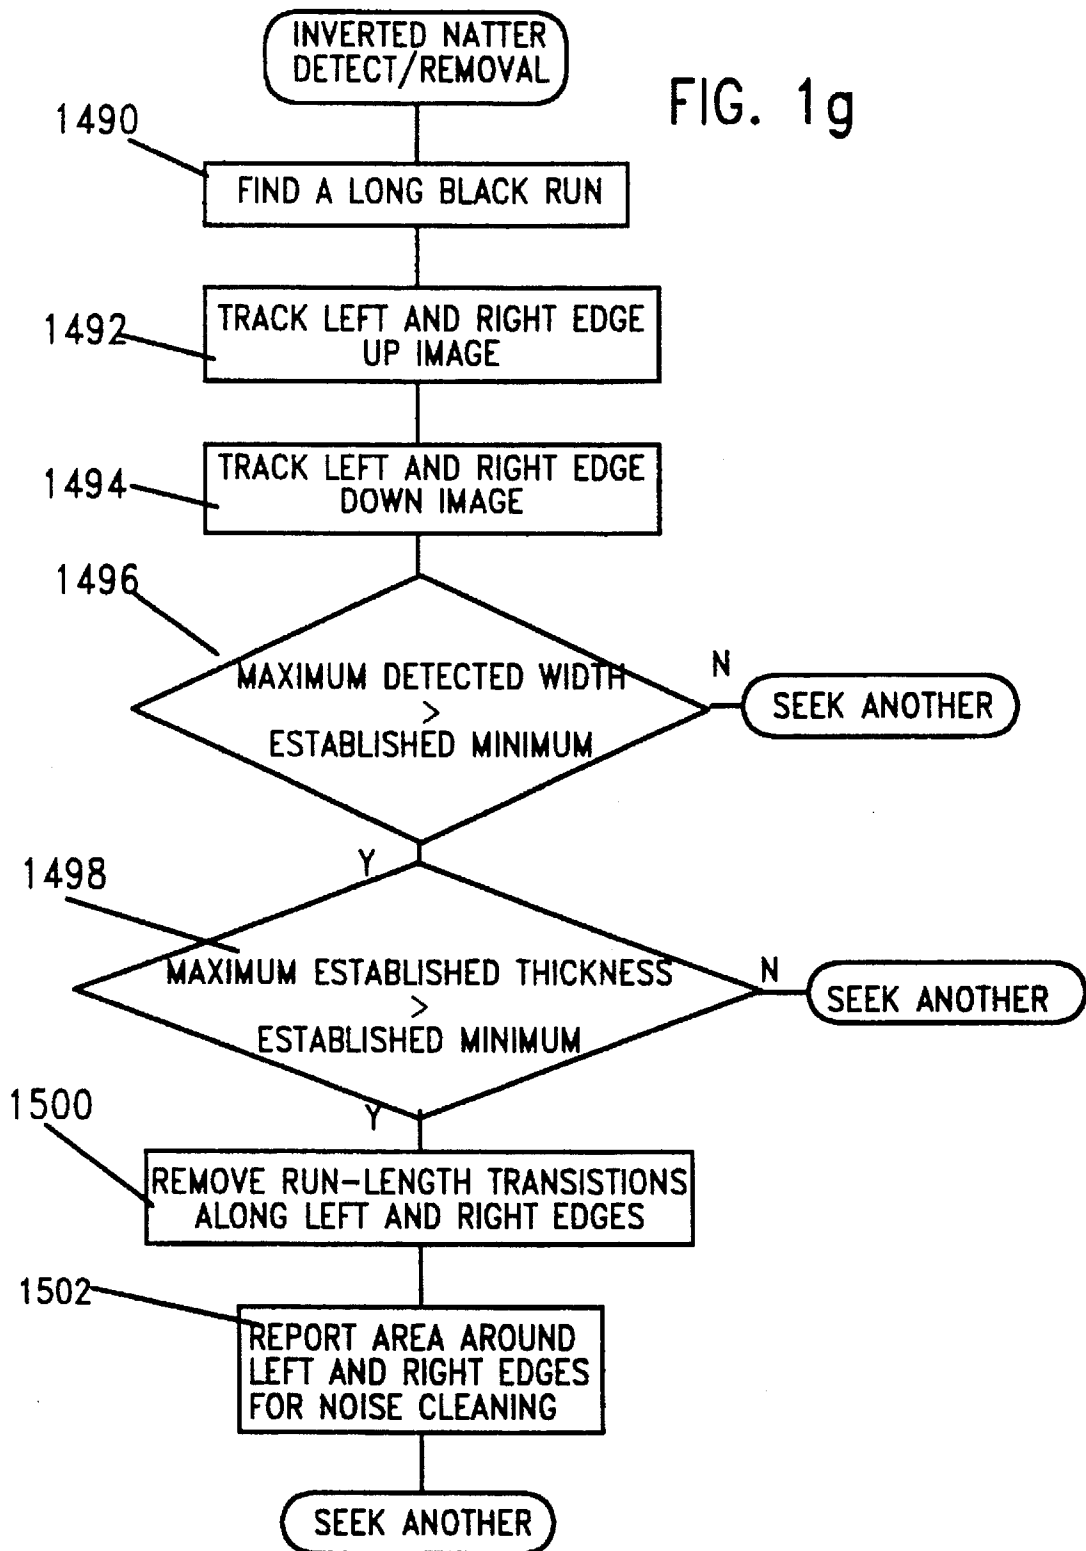 INVERTED NATTER
DETECT/REMOVAL
FIG. 1g
1490
FIND A LONG BLACK RUN
1492
TRACK LEFT AND RIGHT EDGE
UP IMAGE
1494
TRACK LEFT AND RIGHT EDGE
DOWN IMAGE
1496
MAXIMUM DETECTED WIDTH
>
ESTABLISHED MINIMUM
N
SEEK ANOTHER
Y
1498
MAXIMUM ESTABLISHED THICKNESS
>
ESTABLISHED MINIMUM
N
SEEK ANOTHER
Y
1500
REMOVE RUN-LENGTH TRANSISTIONS
ALONG LEFT AND RIGHT EDGES
1502
REPORT AREA AROUND
LEFT AND RIGHT EDGES
FOR NOISE CLEANING
SEEK ANOTHER